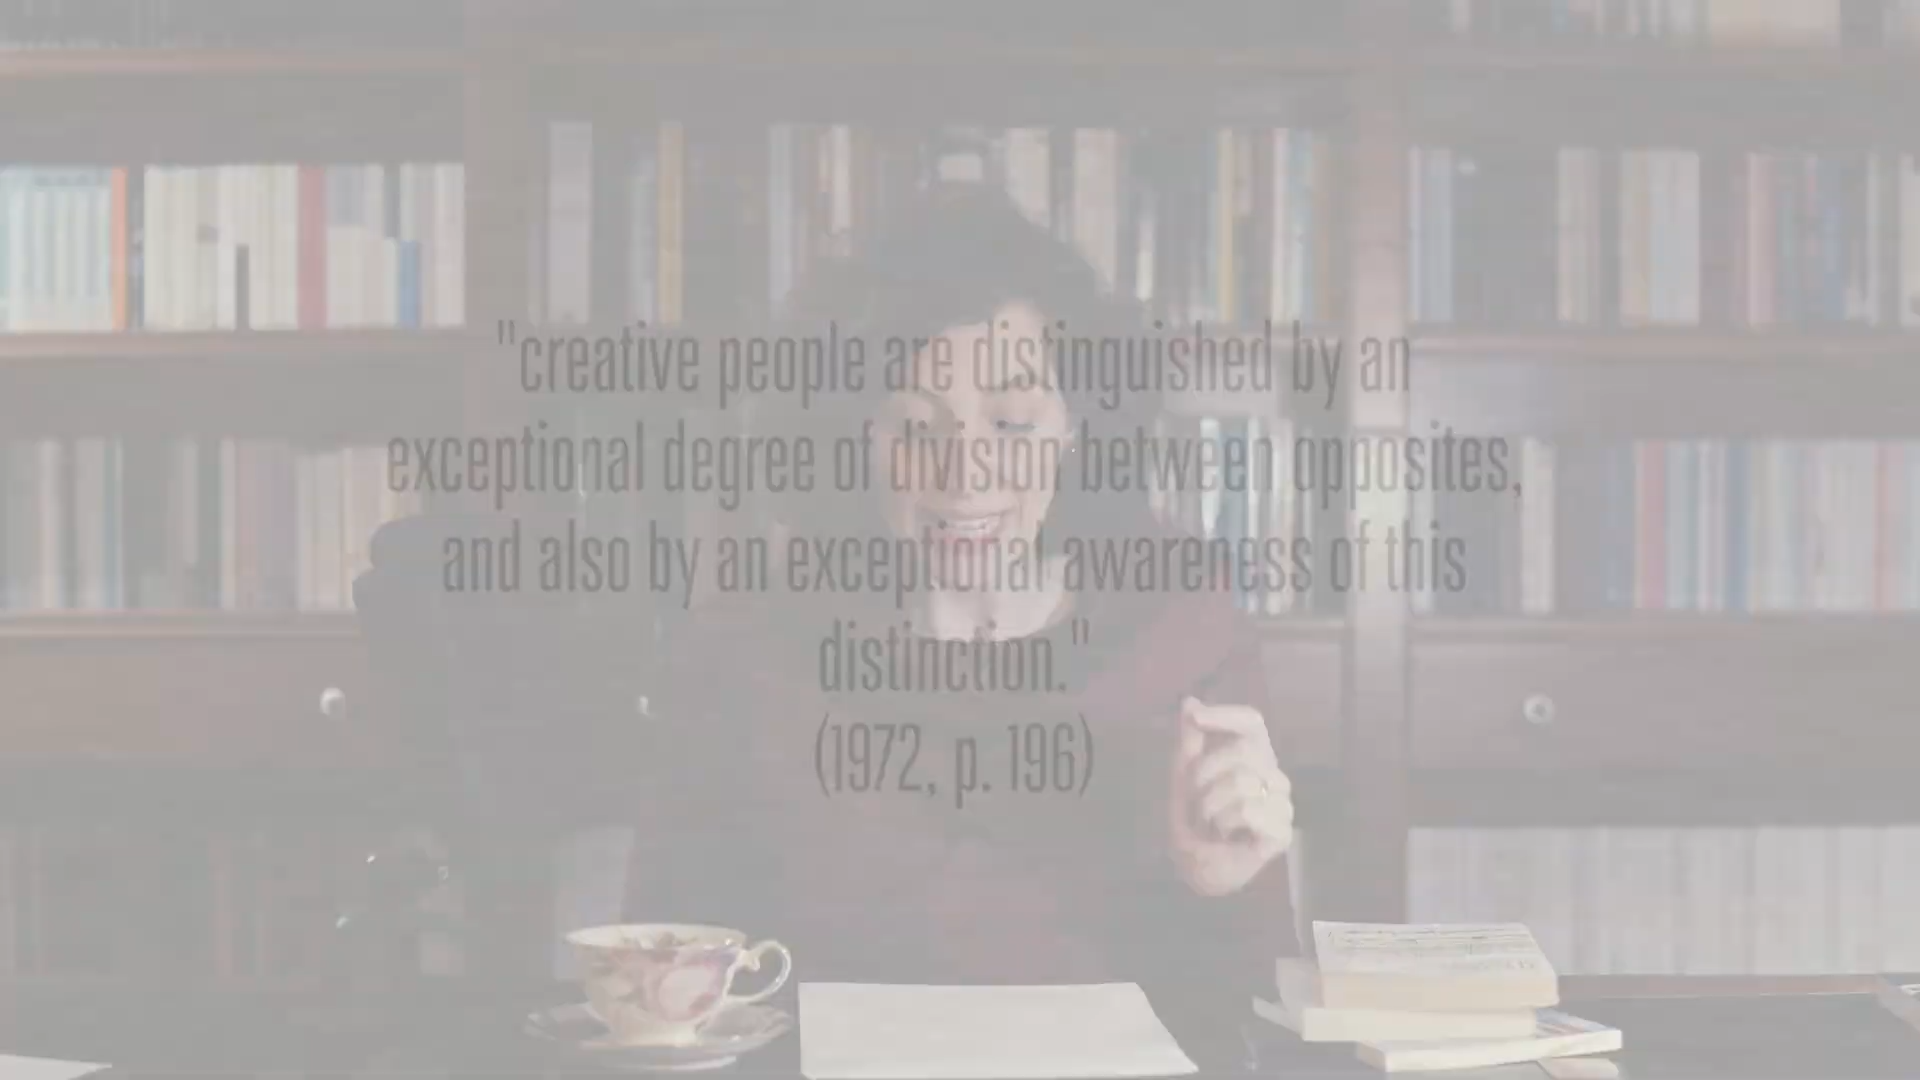 "creative people are distinguished by an
exceptional degree of division between opposites,
and also by an exceptional awareness of this
distinction."
(1972, p. 196)